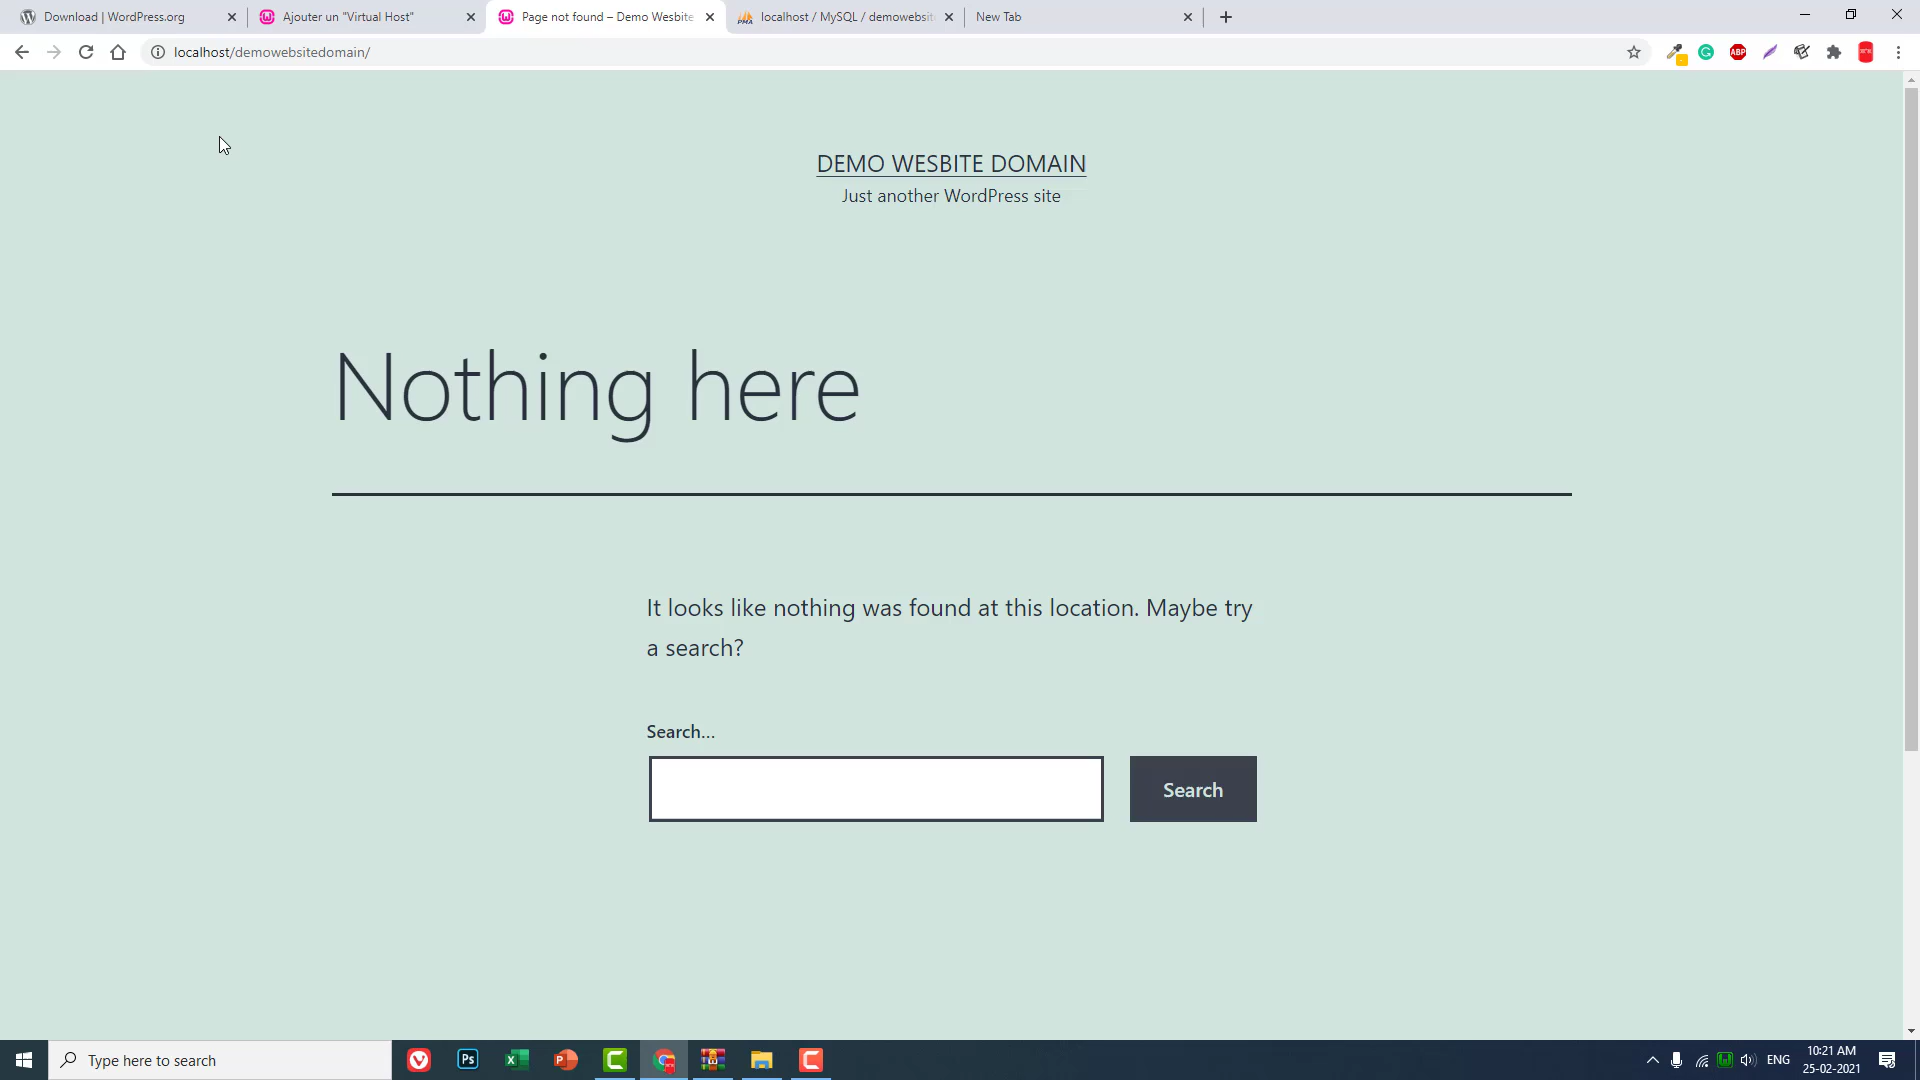 Download | WordPress.org
Ajouter un "Virtual Host"
Page not found – Demo Wesbite
localhost / MySQL / demowebsit
New Tab
localhost/demowebsitedomain/
ABP
DEMO WESBITE DOMAIN
Just another WordPress site
Nothing here
It looks like nothing was found at this location. Maybe try
a search?
Search…
Search
Type here to search
Ps
ENG
10:21 AM
25-02-2021